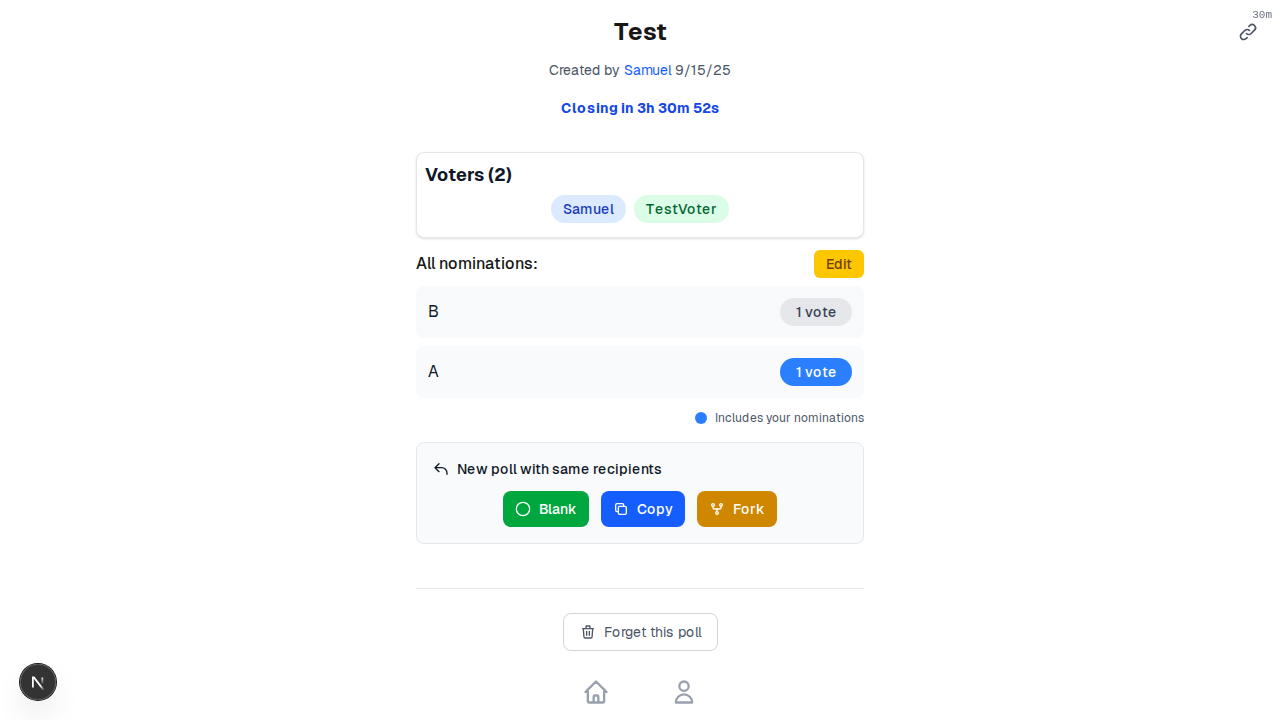 30m
Test
Created by Samuel 9/15/25
Closing in 3h 30m 52s
Voters (2)
Samuel TestVoter
All nominations: Edit
B 1 vote
A 1 vote
Includes your nominations
New poll with same recipients
Blank Copy Fork
Forget this poll
N